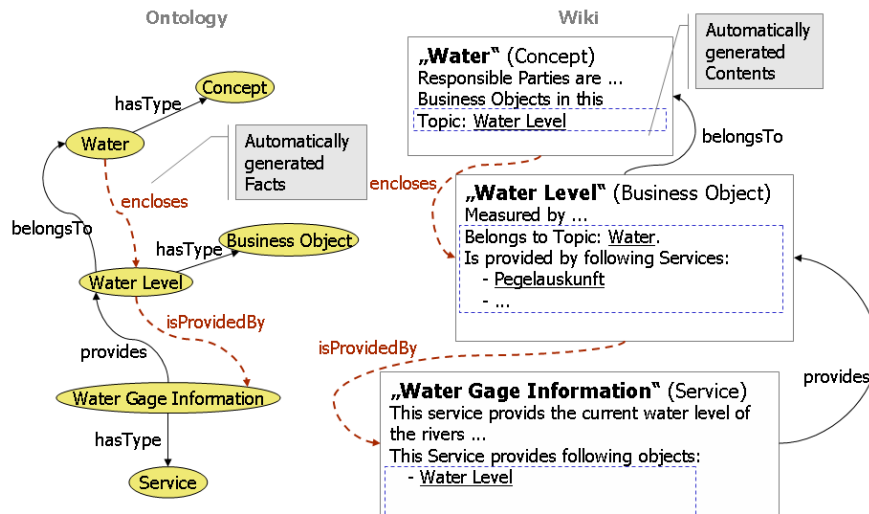 Ontology
Concept
hasType
Water
Automatically
generated
Facts
encloses
belongsTo
hasType
Business Object
Water Level
isProvidedBy
provides
Water Gage Information
hasType
Service
Wiki
Automatically
generated
Contents
„Water“ (Concept)
Responsible Parties are ...
Business Objects in this
Topic: Water Level
belongsTo
encloses
„Water Level“ (Business Object)
Measured by ...
Belongs to Topic: Water.
Is provided by following Services:
- Pegelauskunft
- ...
isProvidedBy
provides
„Water Gage Information“ (Service)
This service provids the current water level of
the rivers ...
This Service provides following objects:
- Water Level